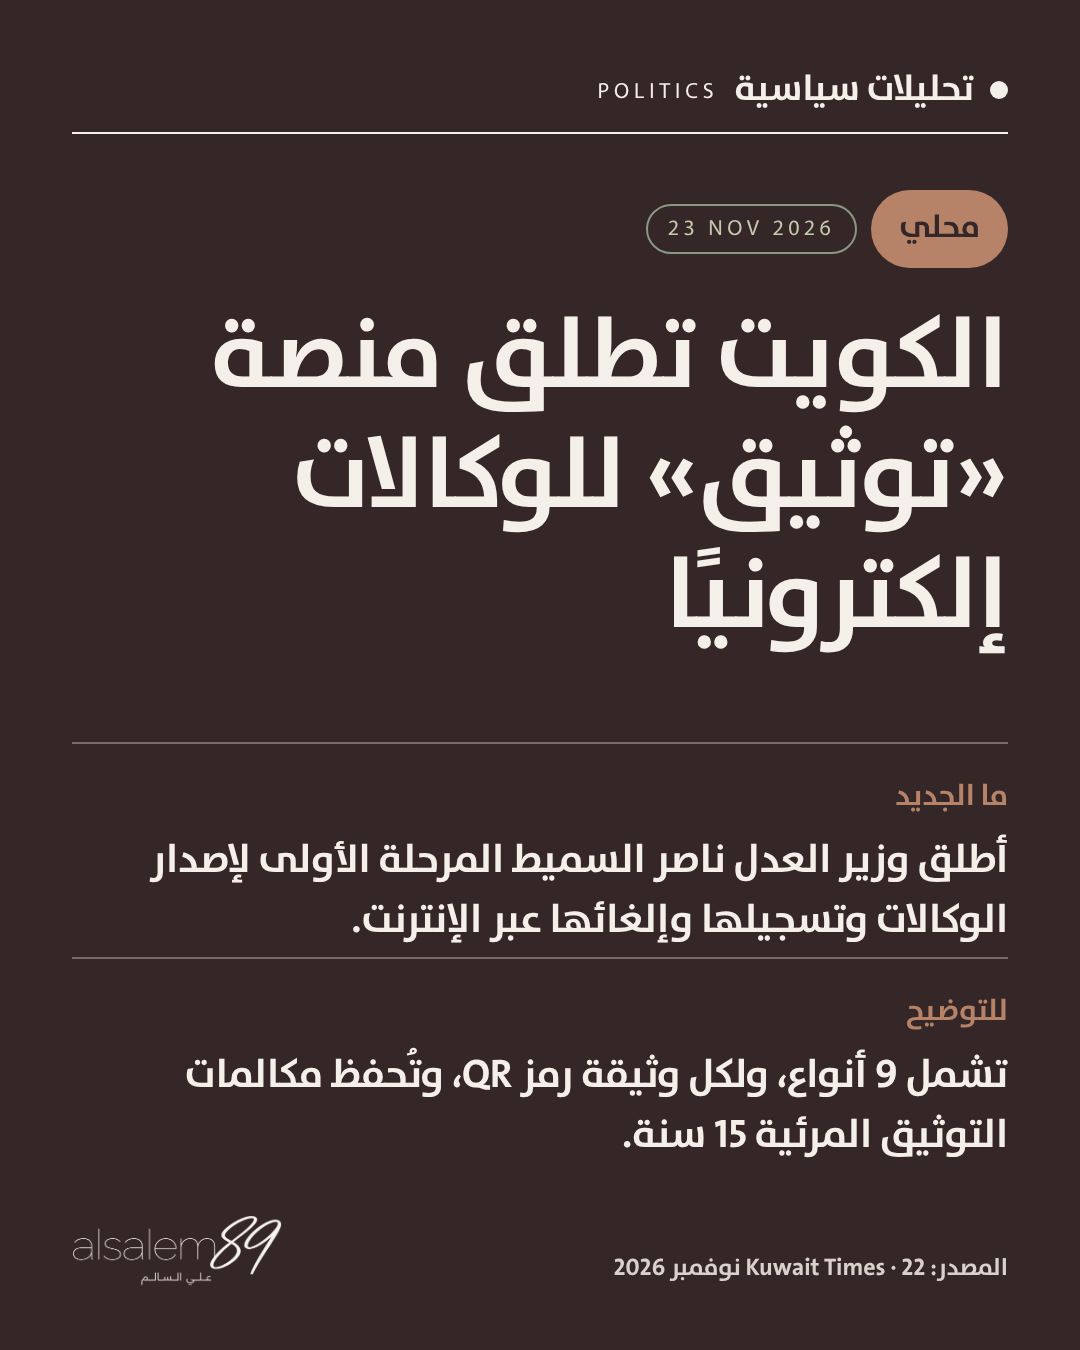 تحليلات سياسية POLITICS
محلي 23 NOV 2026
الكويت تطلق منصة
«توثيق» للوكالات
إلكترونيًا
ما الجديد
أطلق وزير العدل ناصر السميط المرحلة الأولى لإصدار
الوكالات وتسجيلها وإلغائها عبر الإنترنت.
للتوضيح
تشمل 9 أنواع، ولكل وثيقة رمز QR، وتُحفظ مكالمات
التوثيق المرئية 15 سنة.
المصدر: Kuwait Times · 22 نوفمبر 2026
alsalem89
علي السالم